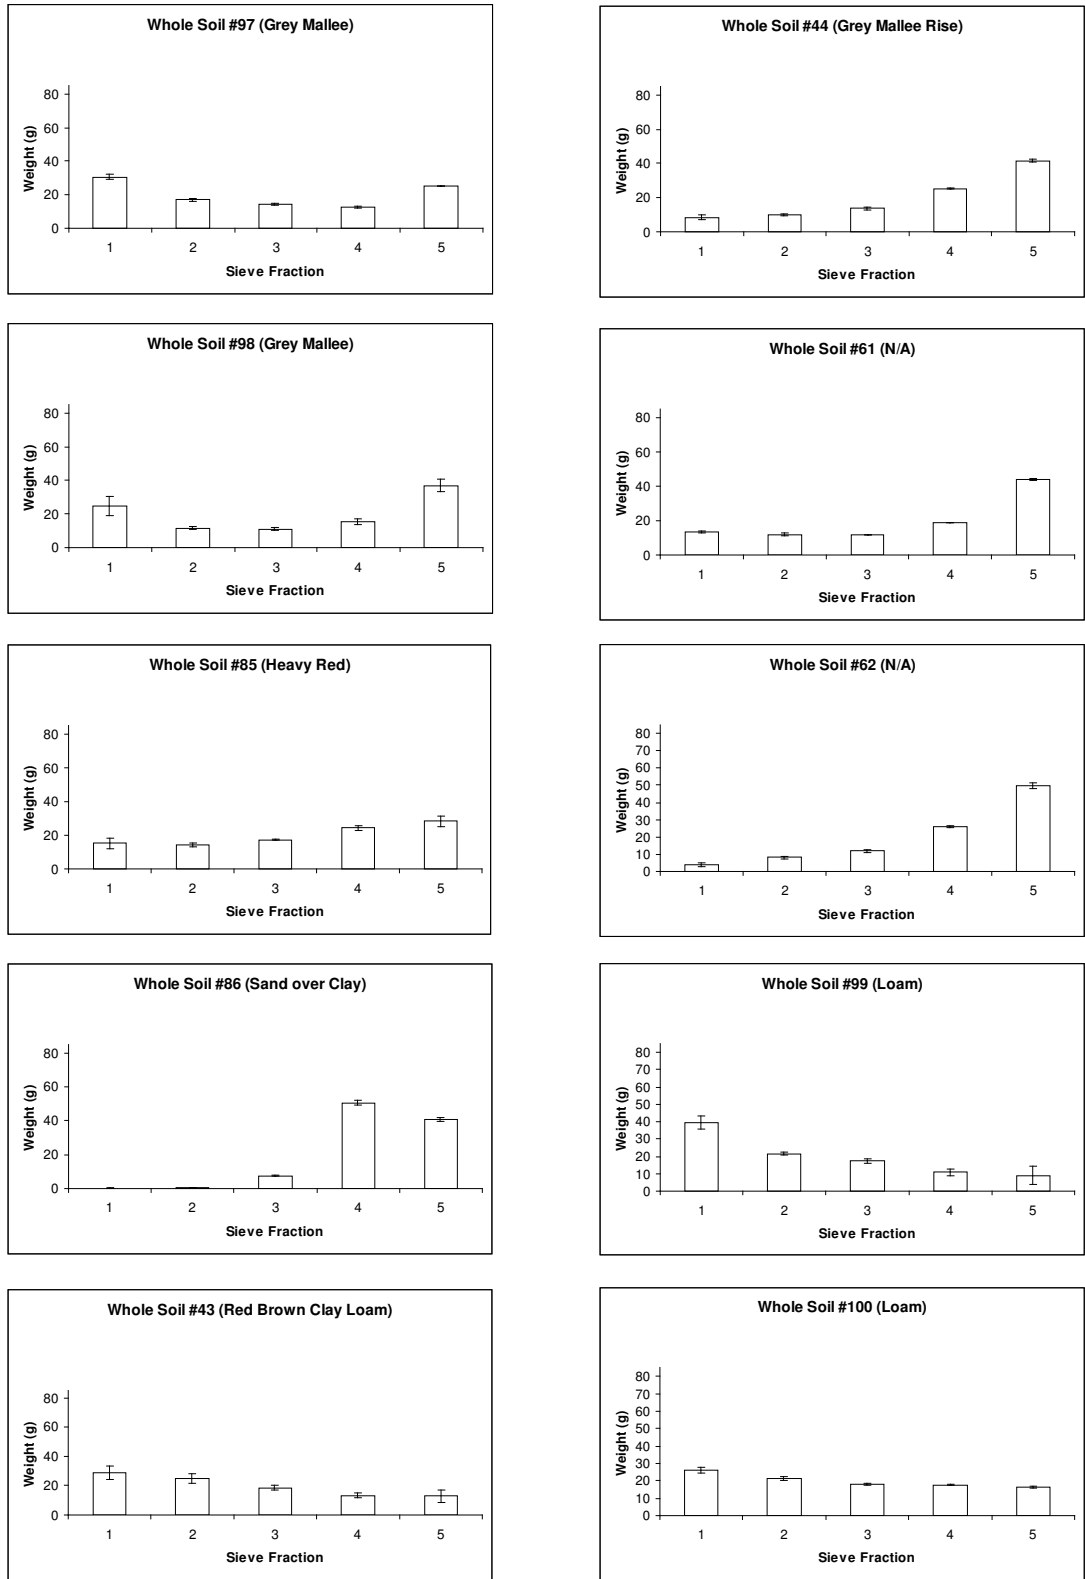 Whole Soil #97 (Grey Mallee)
80
60
40
20
0
Weight (g)
1 2 3 4 5
Sieve Fraction
Whole Soil #44 (Grey Mallee Rise)
80
60
40
20
0
Weight (g)
1 2 3 4 5
Sieve Fraction
Whole Soil #98 (Grey Mallee)
80
60
40
20
0
Weight (g)
1 2 3 4 5
Sieve Fraction
Whole Soil #61 (N/A)
80
60
40
20
0
Weight (g)
1 2 3 4 5
Sieve Fraction
Whole Soil #85 (Heavy Red)
80
60
40
20
0
Weight (g)
1 2 3 4 5
Sieve Fraction
Whole Soil #62 (N/A)
80
70
60
50
40
30
20
10
0
Weight (g)
1 2 3 4 5
Sieve Fraction
Whole Soil #86 (Sand over Clay)
80
60
40
20
0
Weight (g)
1 2 3 4 5
Sieve Fraction
Whole Soil #99 (Loam)
80
70
60
50
40
30
20
10
0
Weight (g)
1 2 3 4 5
Sieve Fraction
Whole Soil #43 (Red Brown Clay Loam)
80
60
40
20
0
Weight (g)
1 2 3 4 5
Sieve Fraction
Whole Soil #100 (Loam)
80
70
60
50
40
30
20
10
0
Weight (g)
1 2 3 4 5
Sieve Fraction